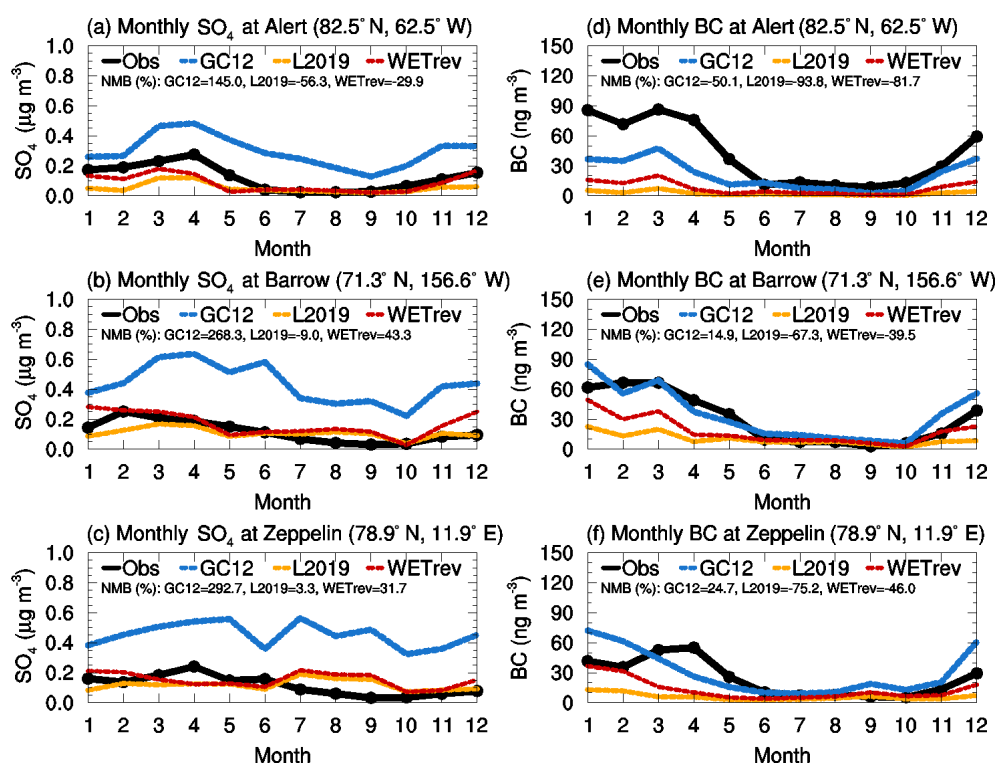 (a) Monthly SO4 at Alert (82.5° N, 62.5° W)
Obs GC12 L2019 WETrev
NMB (%): GC12=145.0, L2019=-56.3, WETrev=-29.9
SO4 (µg m-3)
1.0
0.8
0.6
0.4
0.2
0.0
1 2 3 4 5 6 7 8 9 10 11 12
Month
(d) Monthly BC at Alert (82.5° N, 62.5° W)
Obs GC12 L2019 WETrev
NMB (%): GC12=-50.1, L2019=-93.8, WETrev=-81.7
BC (ng m-3)
150
120
90
60
30
0
1 2 3 4 5 6 7 8 9 10 11 12
Month
(b) Monthly SO4 at Barrow (71.3° N, 156.6° W)
Obs GC12 L2019 WETrev
NMB (%): GC12=268.3, L2019=-9.0, WETrev=43.3
SO4 (µg m-3)
1.0
0.8
0.6
0.4
0.2
0.0
1 2 3 4 5 6 7 8 9 10 11 12
Month
(e) Monthly BC at Barrow (71.3° N, 156.6° W)
Obs GC12 L2019 WETrev
NMB (%): GC12=14.9, L2019=-67.3, WETrev=-39.5
BC (ng m-3)
150
120
90
60
30
0
1 2 3 4 5 6 7 8 9 10 11 12
Month
(c) Monthly SO4 at Zeppelin (78.9° N, 11.9° E)
Obs GC12 L2019 WETrev
NMB (%): GC12=292.7, L2019=3.3, WETrev=31.7
SO4 (µg m-3)
1.0
0.8
0.6
0.4
0.2
0.0
1 2 3 4 5 6 7 8 9 10 11 12
Month
(f) Monthly BC at Zeppelin (78.9° N, 11.9° E)
Obs GC12 L2019 WETrev
NMB (%): GC12=24.7, L2019=-75.2, WETrev=-46.0
BC (ng m-3)
150
120
90
60
30
0
1 2 3 4 5 6 7 8 9 10 11 12
Month